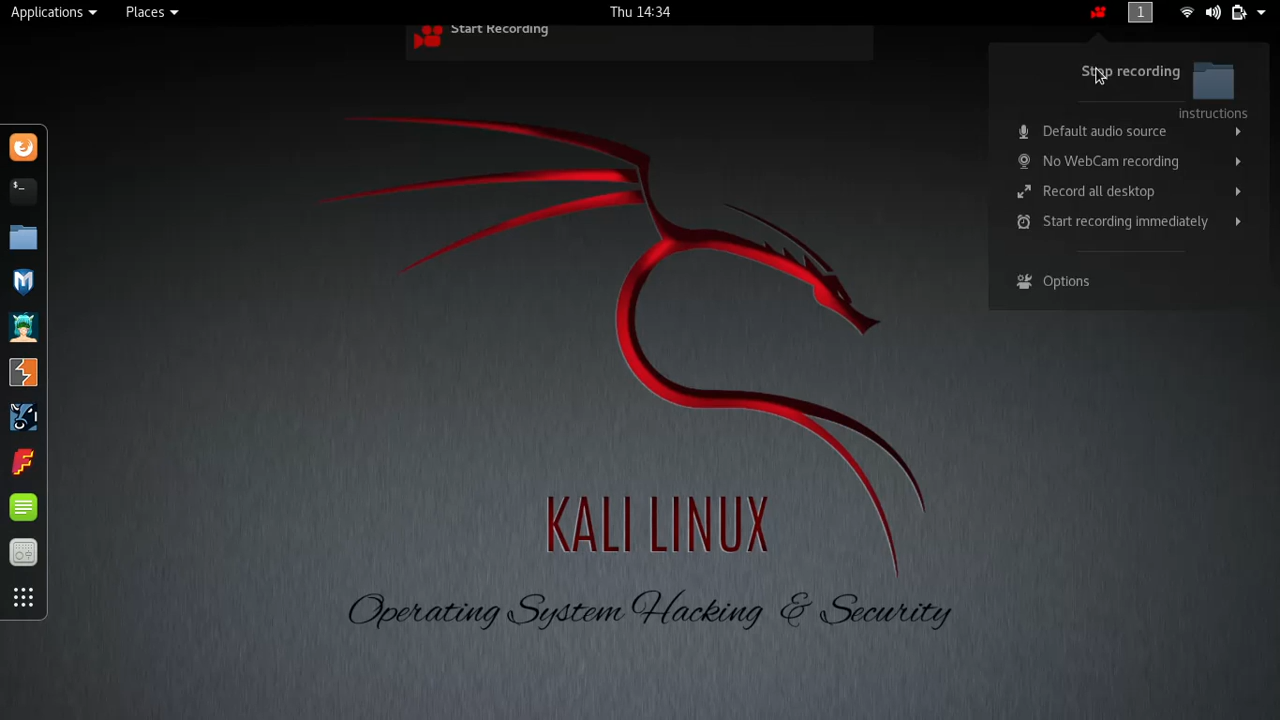 Applications Places Thu 14:34 1
Start Recording
Stop recording
instructions
Default audio source
No WebCam recording
Record all desktop
Start recording immediately
Options
KALI LINUX
Operating System Hacking & Security